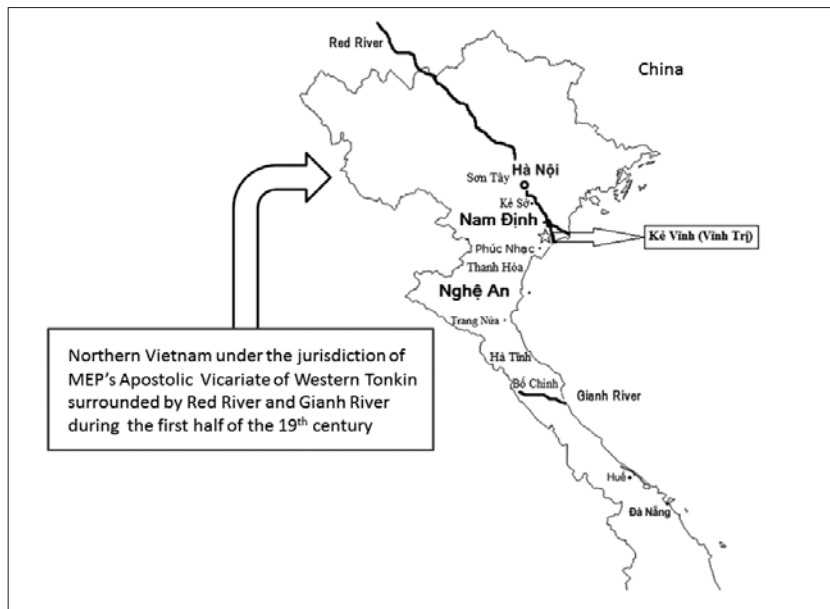 Red River
China
Hà Nội
Sơn Tây
Kẻ Sở
Nam Định
Kẻ Vĩnh (Vĩnh Trị)
Phúc Nhạc
Thanh Hóa
Nghệ An
Trang Nứa
Hà Tĩnh
Bố Chính
Gianh River
Huế
Đà Nẵng
Northern Vietnam under the jurisdiction of
MEP's Apostolic Vicariate of Western Tonkin
surrounded by Red River and Gianh River
during the first half of the 19th century